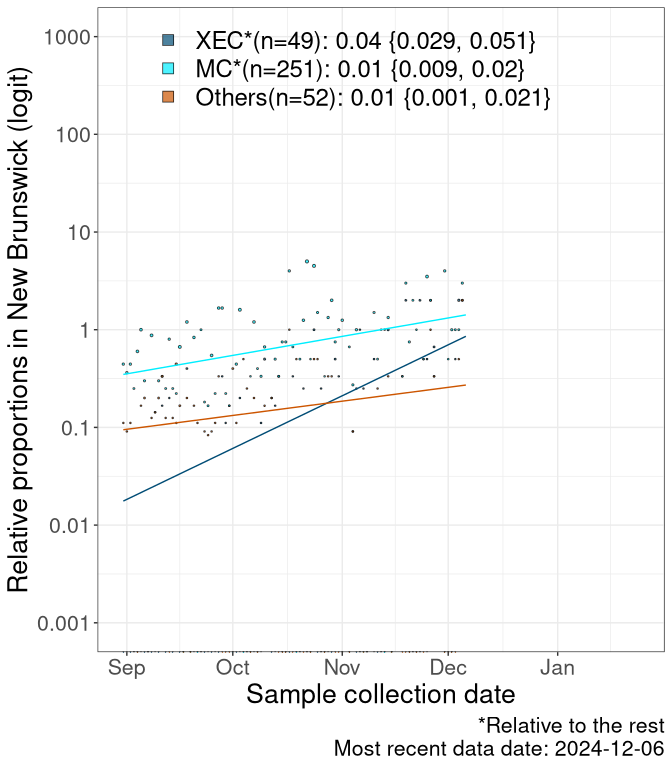 XEC*(n=49): 0.04 {0.029, 0.051}
MC*(n=251): 0.01 {0.009, 0.02}
Others(n=52): 0.01 {0.001, 0.021}
Relative proportions in New Brunswick (logit)
1000
100
10
1
0.1
0.01
0.001
Sep Oct Nov Dec Jan
Sample collection date
*Relative to the rest
Most recent data date: 2024-12-06